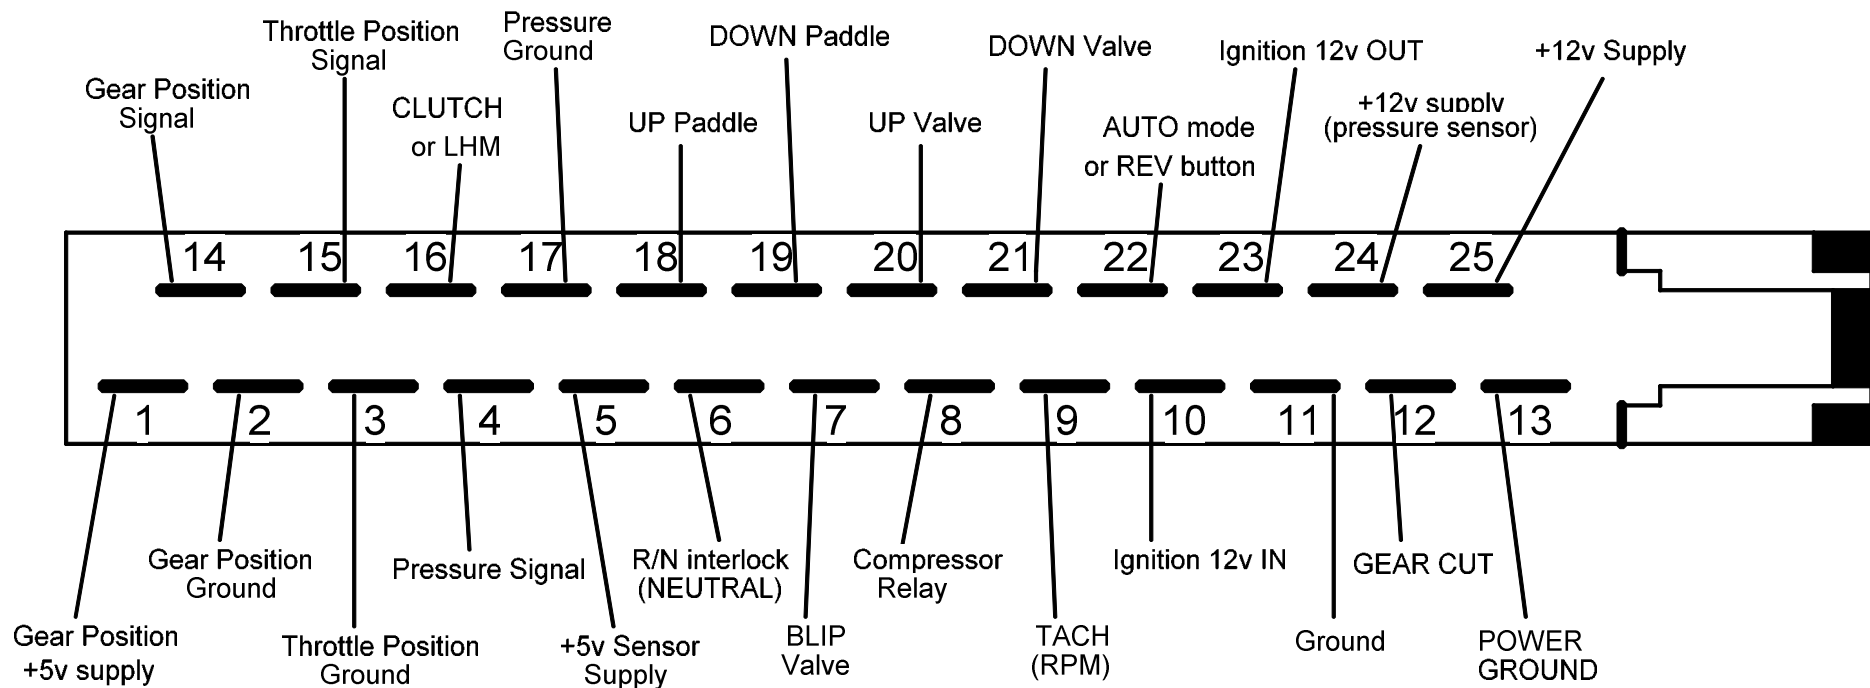 Gear Position
Signal
Throttle Position
Signal
CLUTCH
or LHM
Pressure
Ground
UP Paddle
DOWN Paddle
UP Valve
DOWN Valve
AUTO mode
or REV button
Ignition 12v OUT
+12v supply
(pressure sensor)
+12v Supply
14 15 16 17 18 19 20 21 22 23 24 25
1 2 3 4 5 6 7 8 9 10 11 12 13
Gear Position
+5v supply
Gear Position
Ground
Throttle Position
Ground
Pressure Signal
+5v Sensor
Supply
R/N interlock
(NEUTRAL)
BLIP
Valve
Compressor
Relay
TACH
(RPM)
Ignition 12v IN
Ground
GEAR CUT
POWER
GROUND